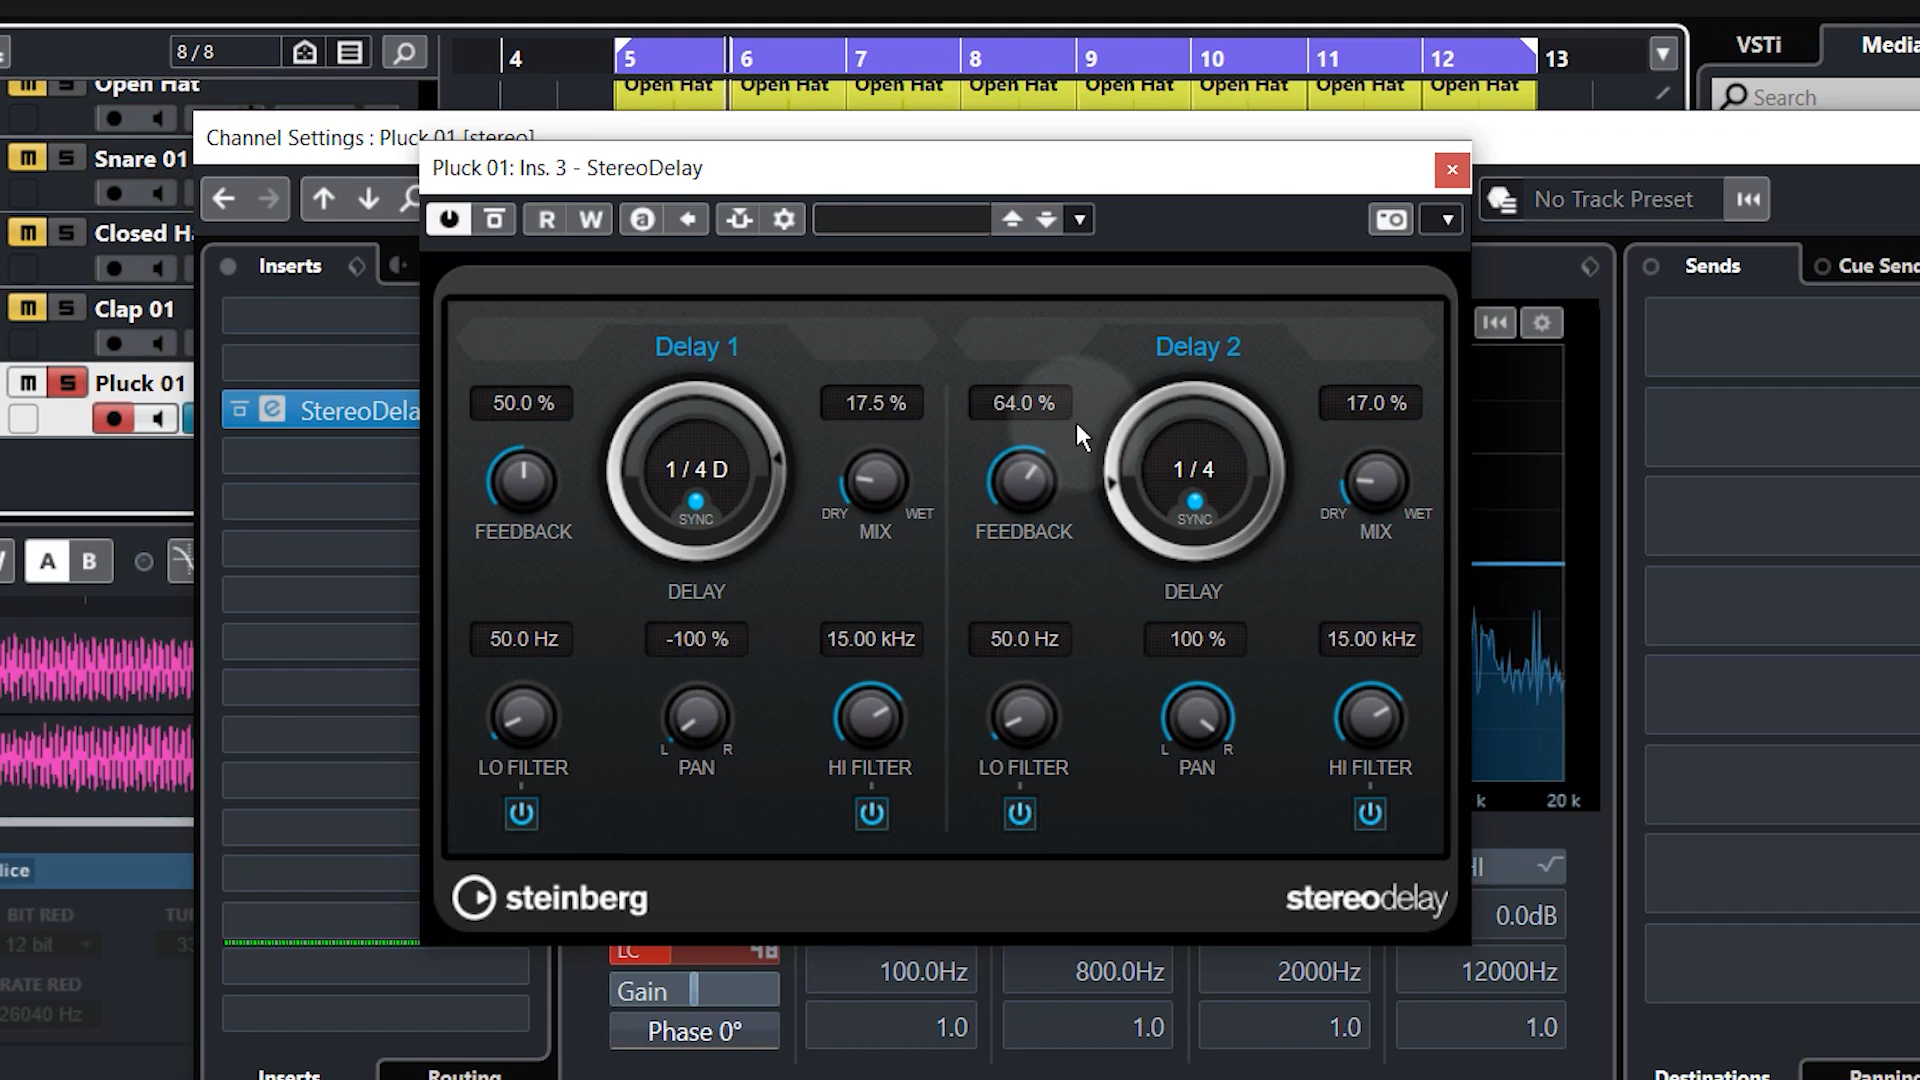 8/8
4
5
6
7
8
9
10
11
12
13
VSTi
Media
Open Hat
Open Hat
Open Hat
Open Hat
Open Hat
Open Hat
Open Hat
Open Hat
Open Hat
Search
Channel Settings : Pluck 01 [stereo]
M S Snare 01
Pluck 01: Ins. 3 - StereoDelay
No Track Preset
R W
M S Closed H
Inserts
Sends
Cue Send
M S Clap 01
M S Pluck 01
StereoDela
Delay 1
Delay 2
50.0 %
17.5 %
64.0 %
17.0 %
1 / 4 D
1 / 4
SYNC
SYNC
DRY
WET
DRY
WET
FEEDBACK
MIX
FEEDBACK
MIX
DELAY
DELAY
A B
50.0 Hz
-100 %
15.00 kHz
50.0 Hz
100 %
15.00 kHz
L
R
L
R
LO FILTER
PAN
HI FILTER
LO FILTER
PAN
HI FILTER
k
20 k
steinberg
stereodelay
lice
BIT RED
12 bit
RATE RED
26040 Hz
0.0dB
LC
48
Gain
Phase 0°
100.0Hz
800.0Hz
2000Hz
12000Hz
1.0
1.0
1.0
1.0
Inserts
Routing
Destinations
Panning